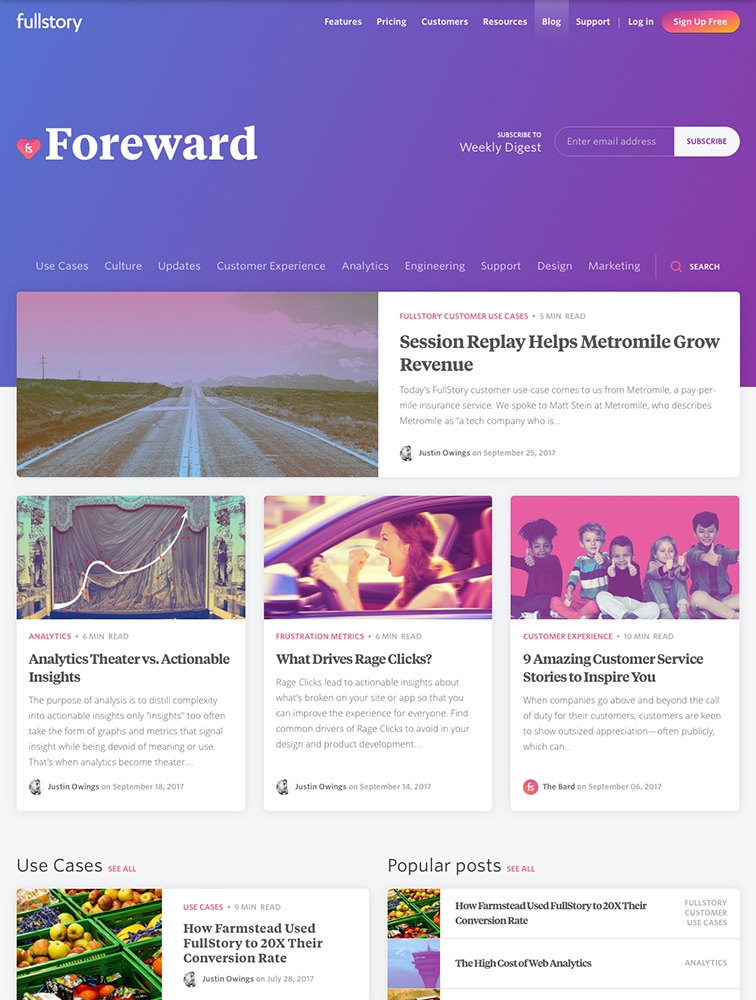 fullstory
Features Pricing Customers Resources Blog Support | Log in Sign Up Free
fs Foreward
SUBSCRIBE TO
Weekly Digest
Enter email address SUBSCRIBE
Use Cases Culture Updates Customer Experience Analytics Engineering Support Design Marketing SEARCH
FULLSTORY CUSTOMER USE CASES • 5 MIN READ
Session Replay Helps Metromile Grow
Revenue
Today's FullStory customer use-case comes to us from Metromile, a pay-per-
mile insurance service. We spoke to Matt Stein at Metromile, who describes
Metromile as "a tech company who is...
Justin Owings on September 25, 2017
ANALYTICS • 6 MIN READ
Analytics Theater vs. Actionable
Insights
The purpose of analysis is to distill complexity
into actionable insights only "insights" too often
take the form of graphs and metrics that signal
insight while being devoid of meaning or use.
That's when analytics become theater....
Justin Owings on September 18, 2017
FRUSTRATION METRICS • 6 MIN READ
What Drives Rage Clicks?
Rage Clicks lead to actionable insights about
what's broken on your site or app so that you
can improve the experience for everyone. Find
common drivers of Rage Clicks to avoid in your
design and product development....
Justin Owings on September 14, 2017
CUSTOMER EXPERIENCE • 10 MIN READ
9 Amazing Customer Service
Stories to Inspire You
When companies go above and beyond the call
of duty for their customers, customers are keen
to show outsized appreciation—often publicly,
which can...
fs The Bard on September 06, 2017
Use Cases SEE ALL
USE CASES • 9 MIN READ
How Farmstead Used
FullStory to 20X Their
Conversion Rate
Justin Owings on July 28, 2017
Popular posts SEE ALL
How Farmstead Used FullStory to 20X Their
Conversion Rate
FULLSTORY
CUSTOMER
USE CASES
The High Cost of Web Analytics
ANALYTICS